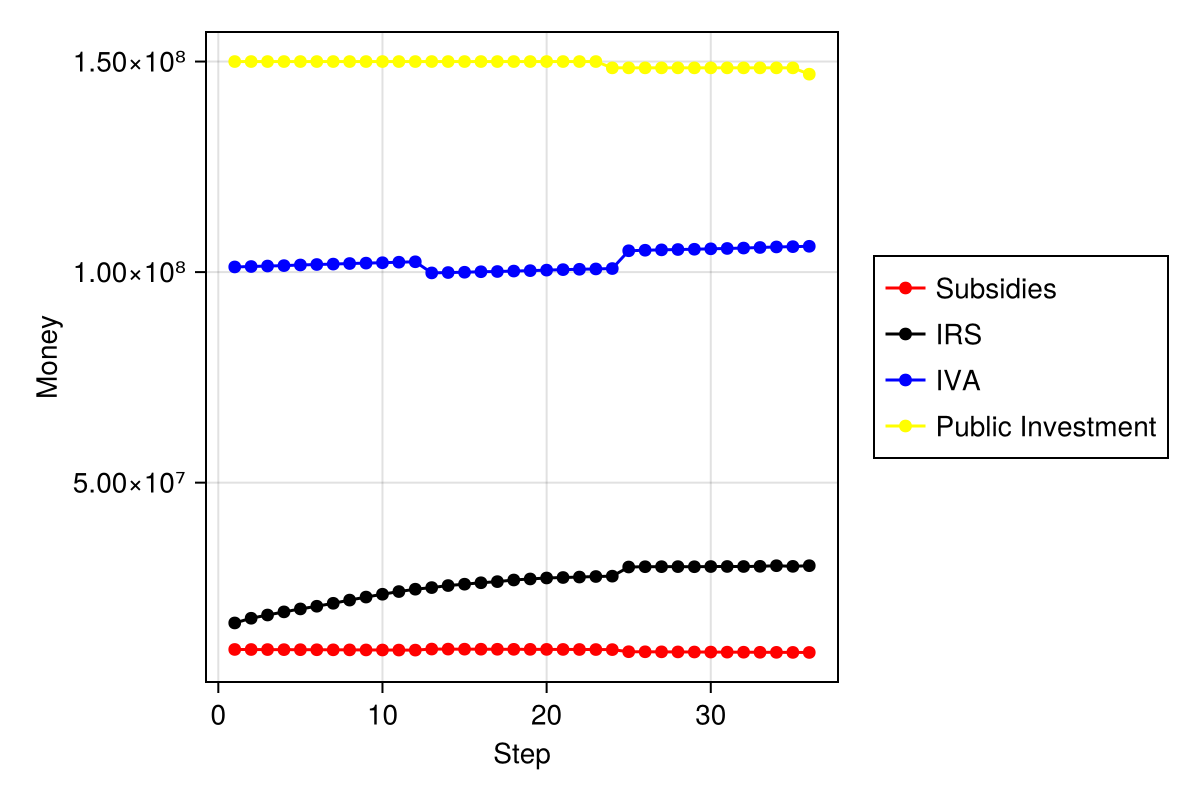 1.50×10⁸
1.00×10⁸
5.00×10⁷
Money
0 10 20 30
Step
Subsidies
IRS
IVA
Public Investment